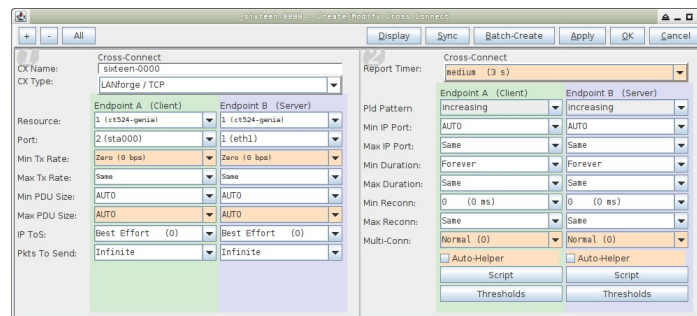 _sixteen-0000 - Create/Modify Cross Connect
+ - All Display Sync Batch-Create Apply OK Cancel
1
Cross-Connect
CX Name: sixteen-0000
CX Type: LANforge / TCP
Endpoint A (Client) Endpoint B (Server)
Resource: 1 (ct524-genia) 1 (ct524-genia)
Port: 2 (sta000) 1 (eth1)
Min Tx Rate: Zero (0 bps) Zero (0 bps)
Max Tx Rate: Same Same
Min PDU Size: AUTO AUTO
Max PDU Size: AUTO AUTO
IP ToS: Best Effort (0) Best Effort (0)
Pkts To Send: Infinite Infinite
2
Cross-Connect
Report Timer: medium (3 s)
Endpoint A (Client) Endpoint B (Server)
Pld Pattern increasing increasing
Min IP Port: AUTO AUTO
Max IP Port: Same Same
Min Duration: Forever Forever
Max Duration: Same Same
Min Reconn: 0 (0 ms) 0 (0 ms)
Max Reconn: Same Same
Multi-Conn: Normal (0) Normal (0)
Auto-Helper Auto-Helper
Script Script
Thresholds Thresholds